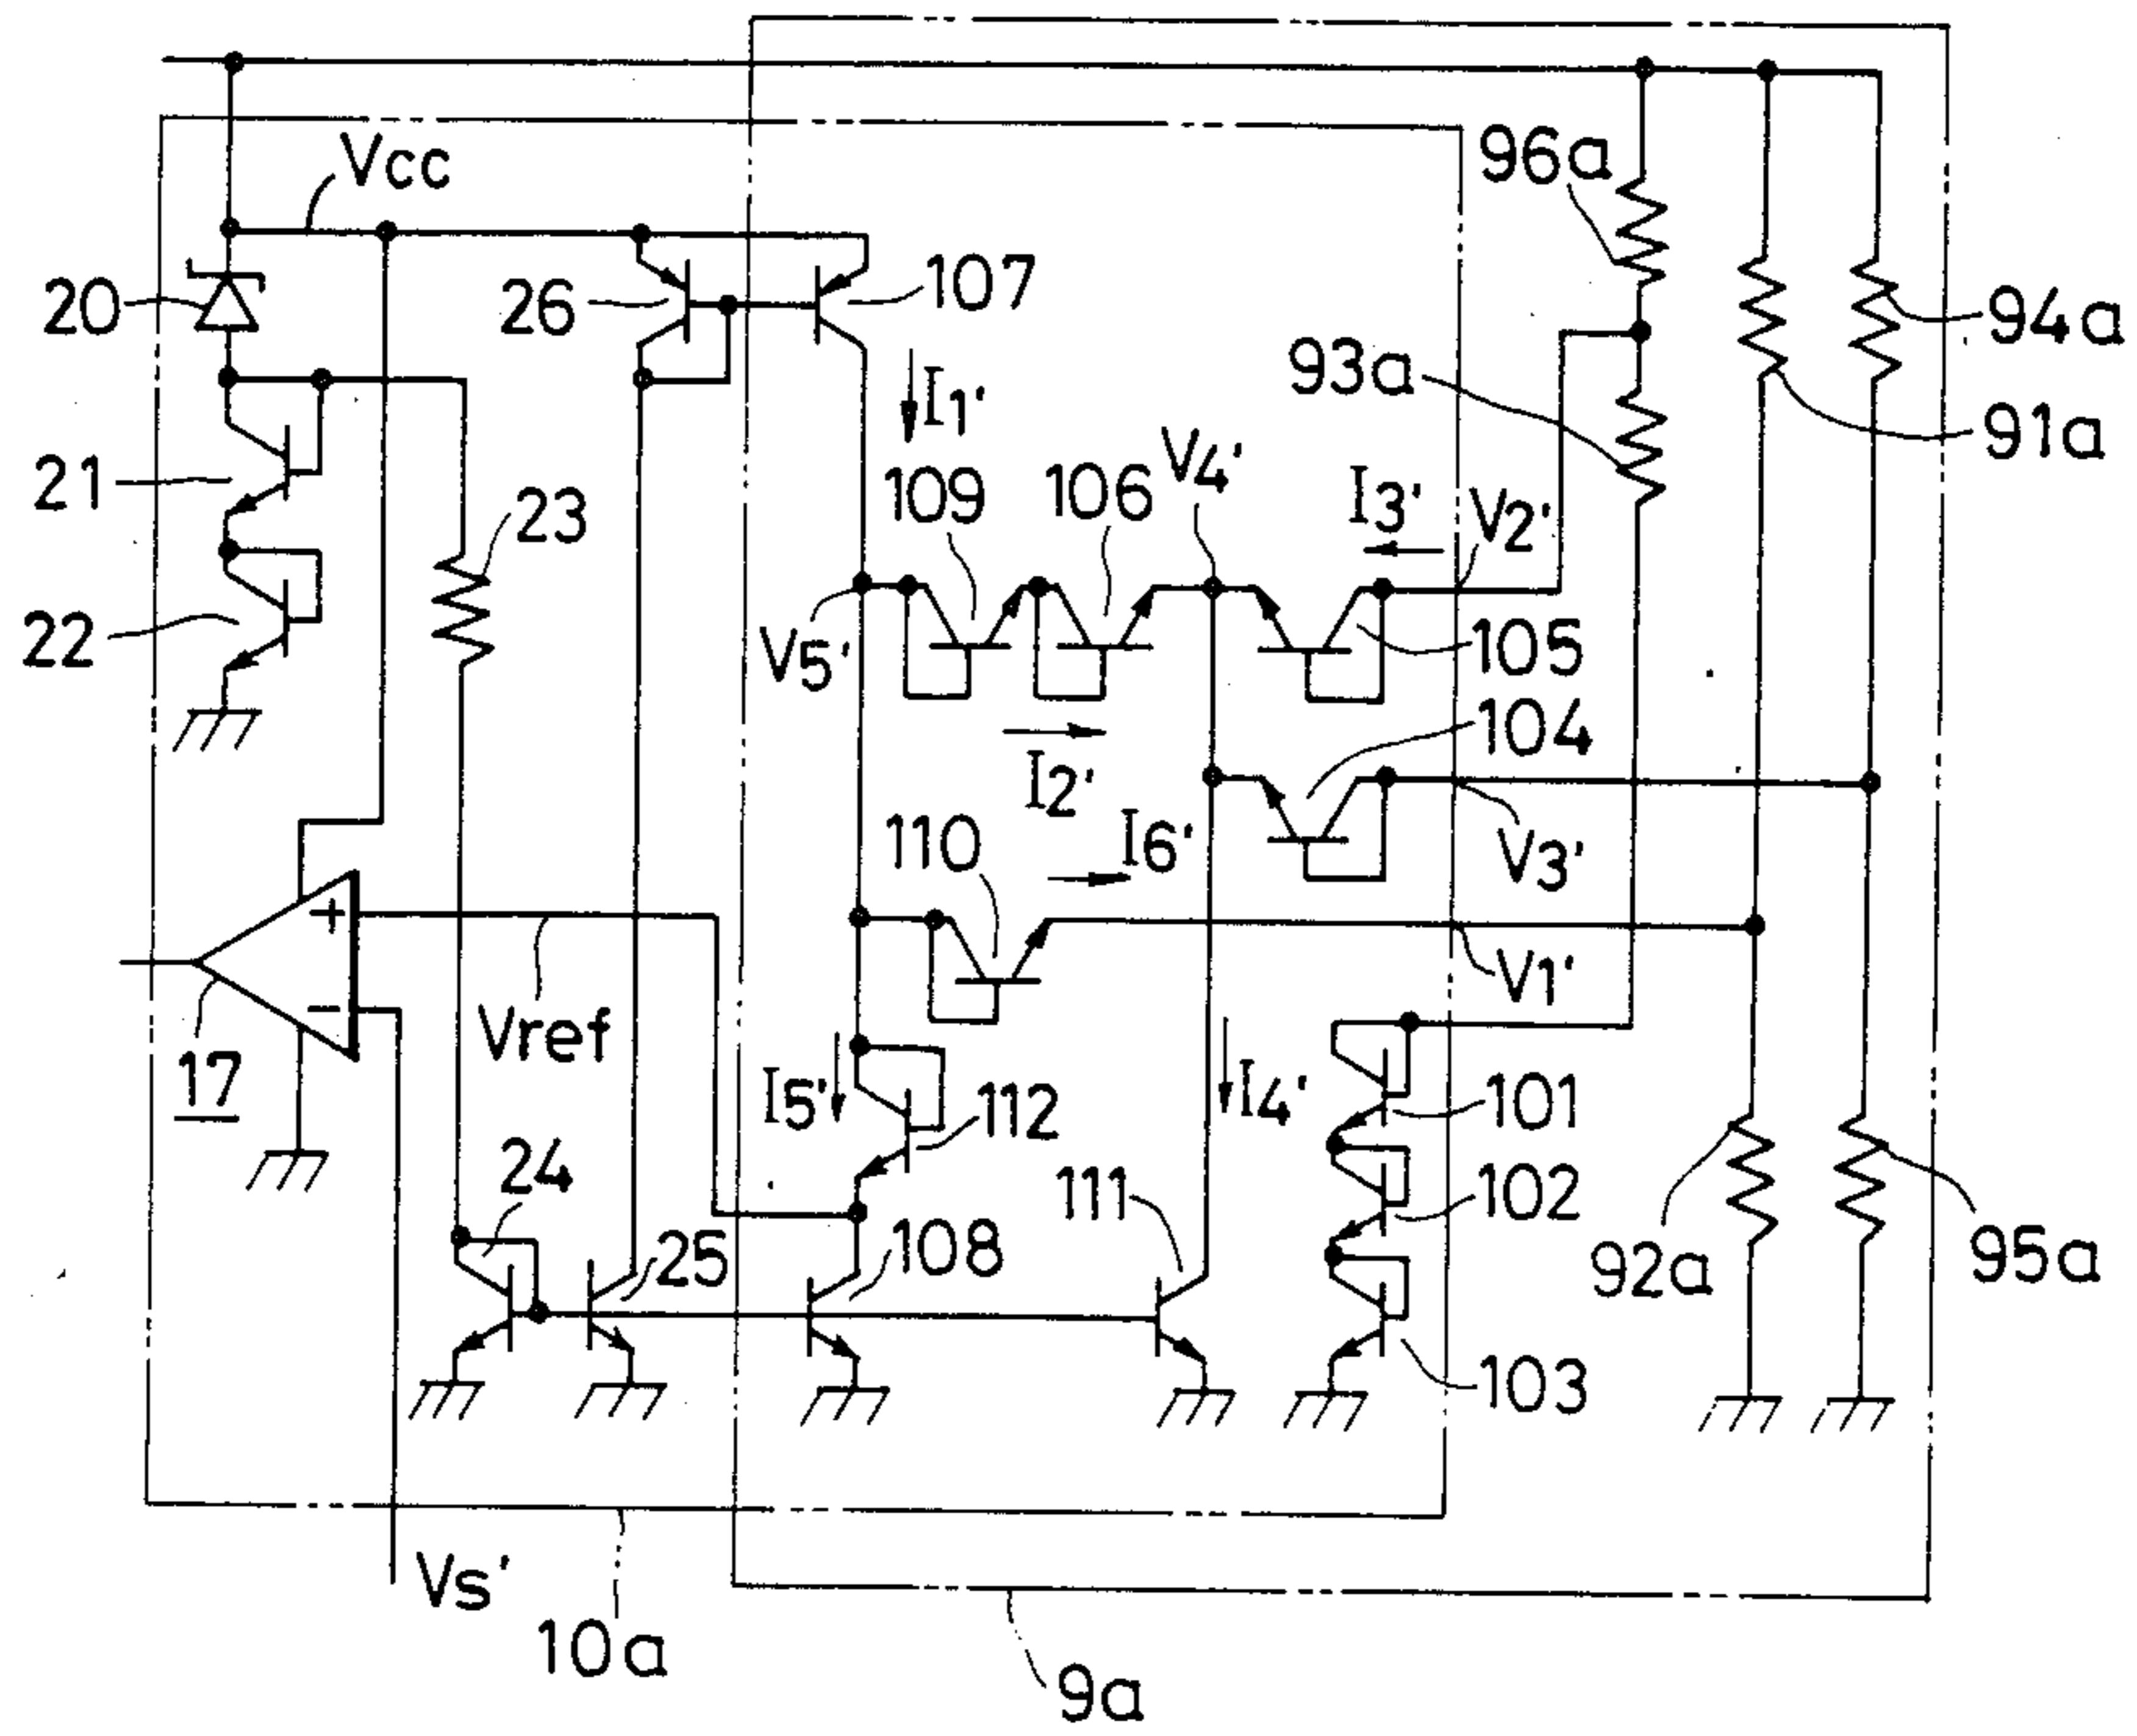 Vcc
96a
20
26
107
94a
93a
I1'
91a
21
109
106
V4'
I3'
V2'
23
22
V5'
105
104
I2'
110
I6'
V3'
+
−
Vref
V1'
17
I5'
112
I4'
101
24
111
102
25
108
92a
95a
103
Vs'
10a
9a